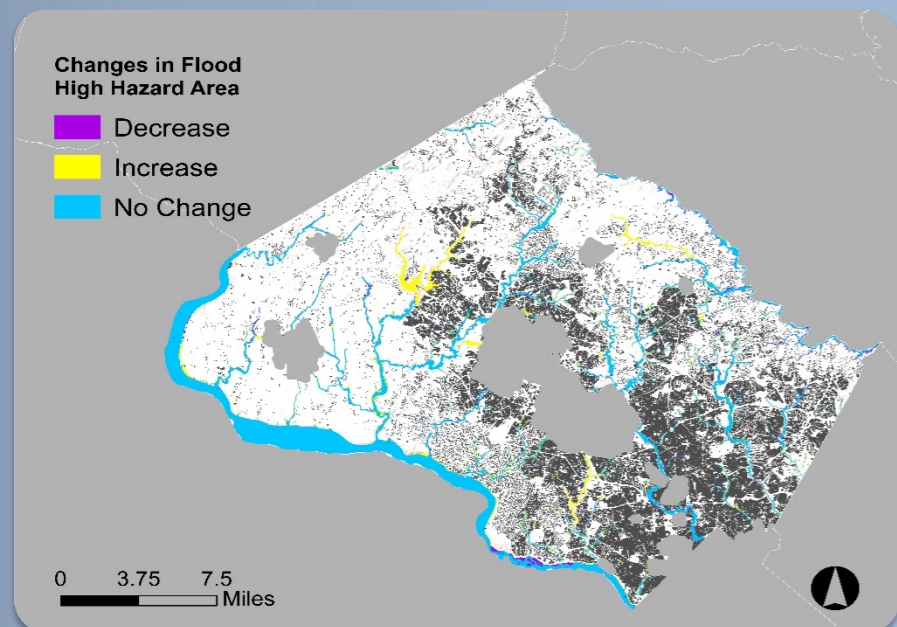 Changes in Flood
High Hazard Area
Decrease
Increase
No Change
0 3.75 7.5
Miles